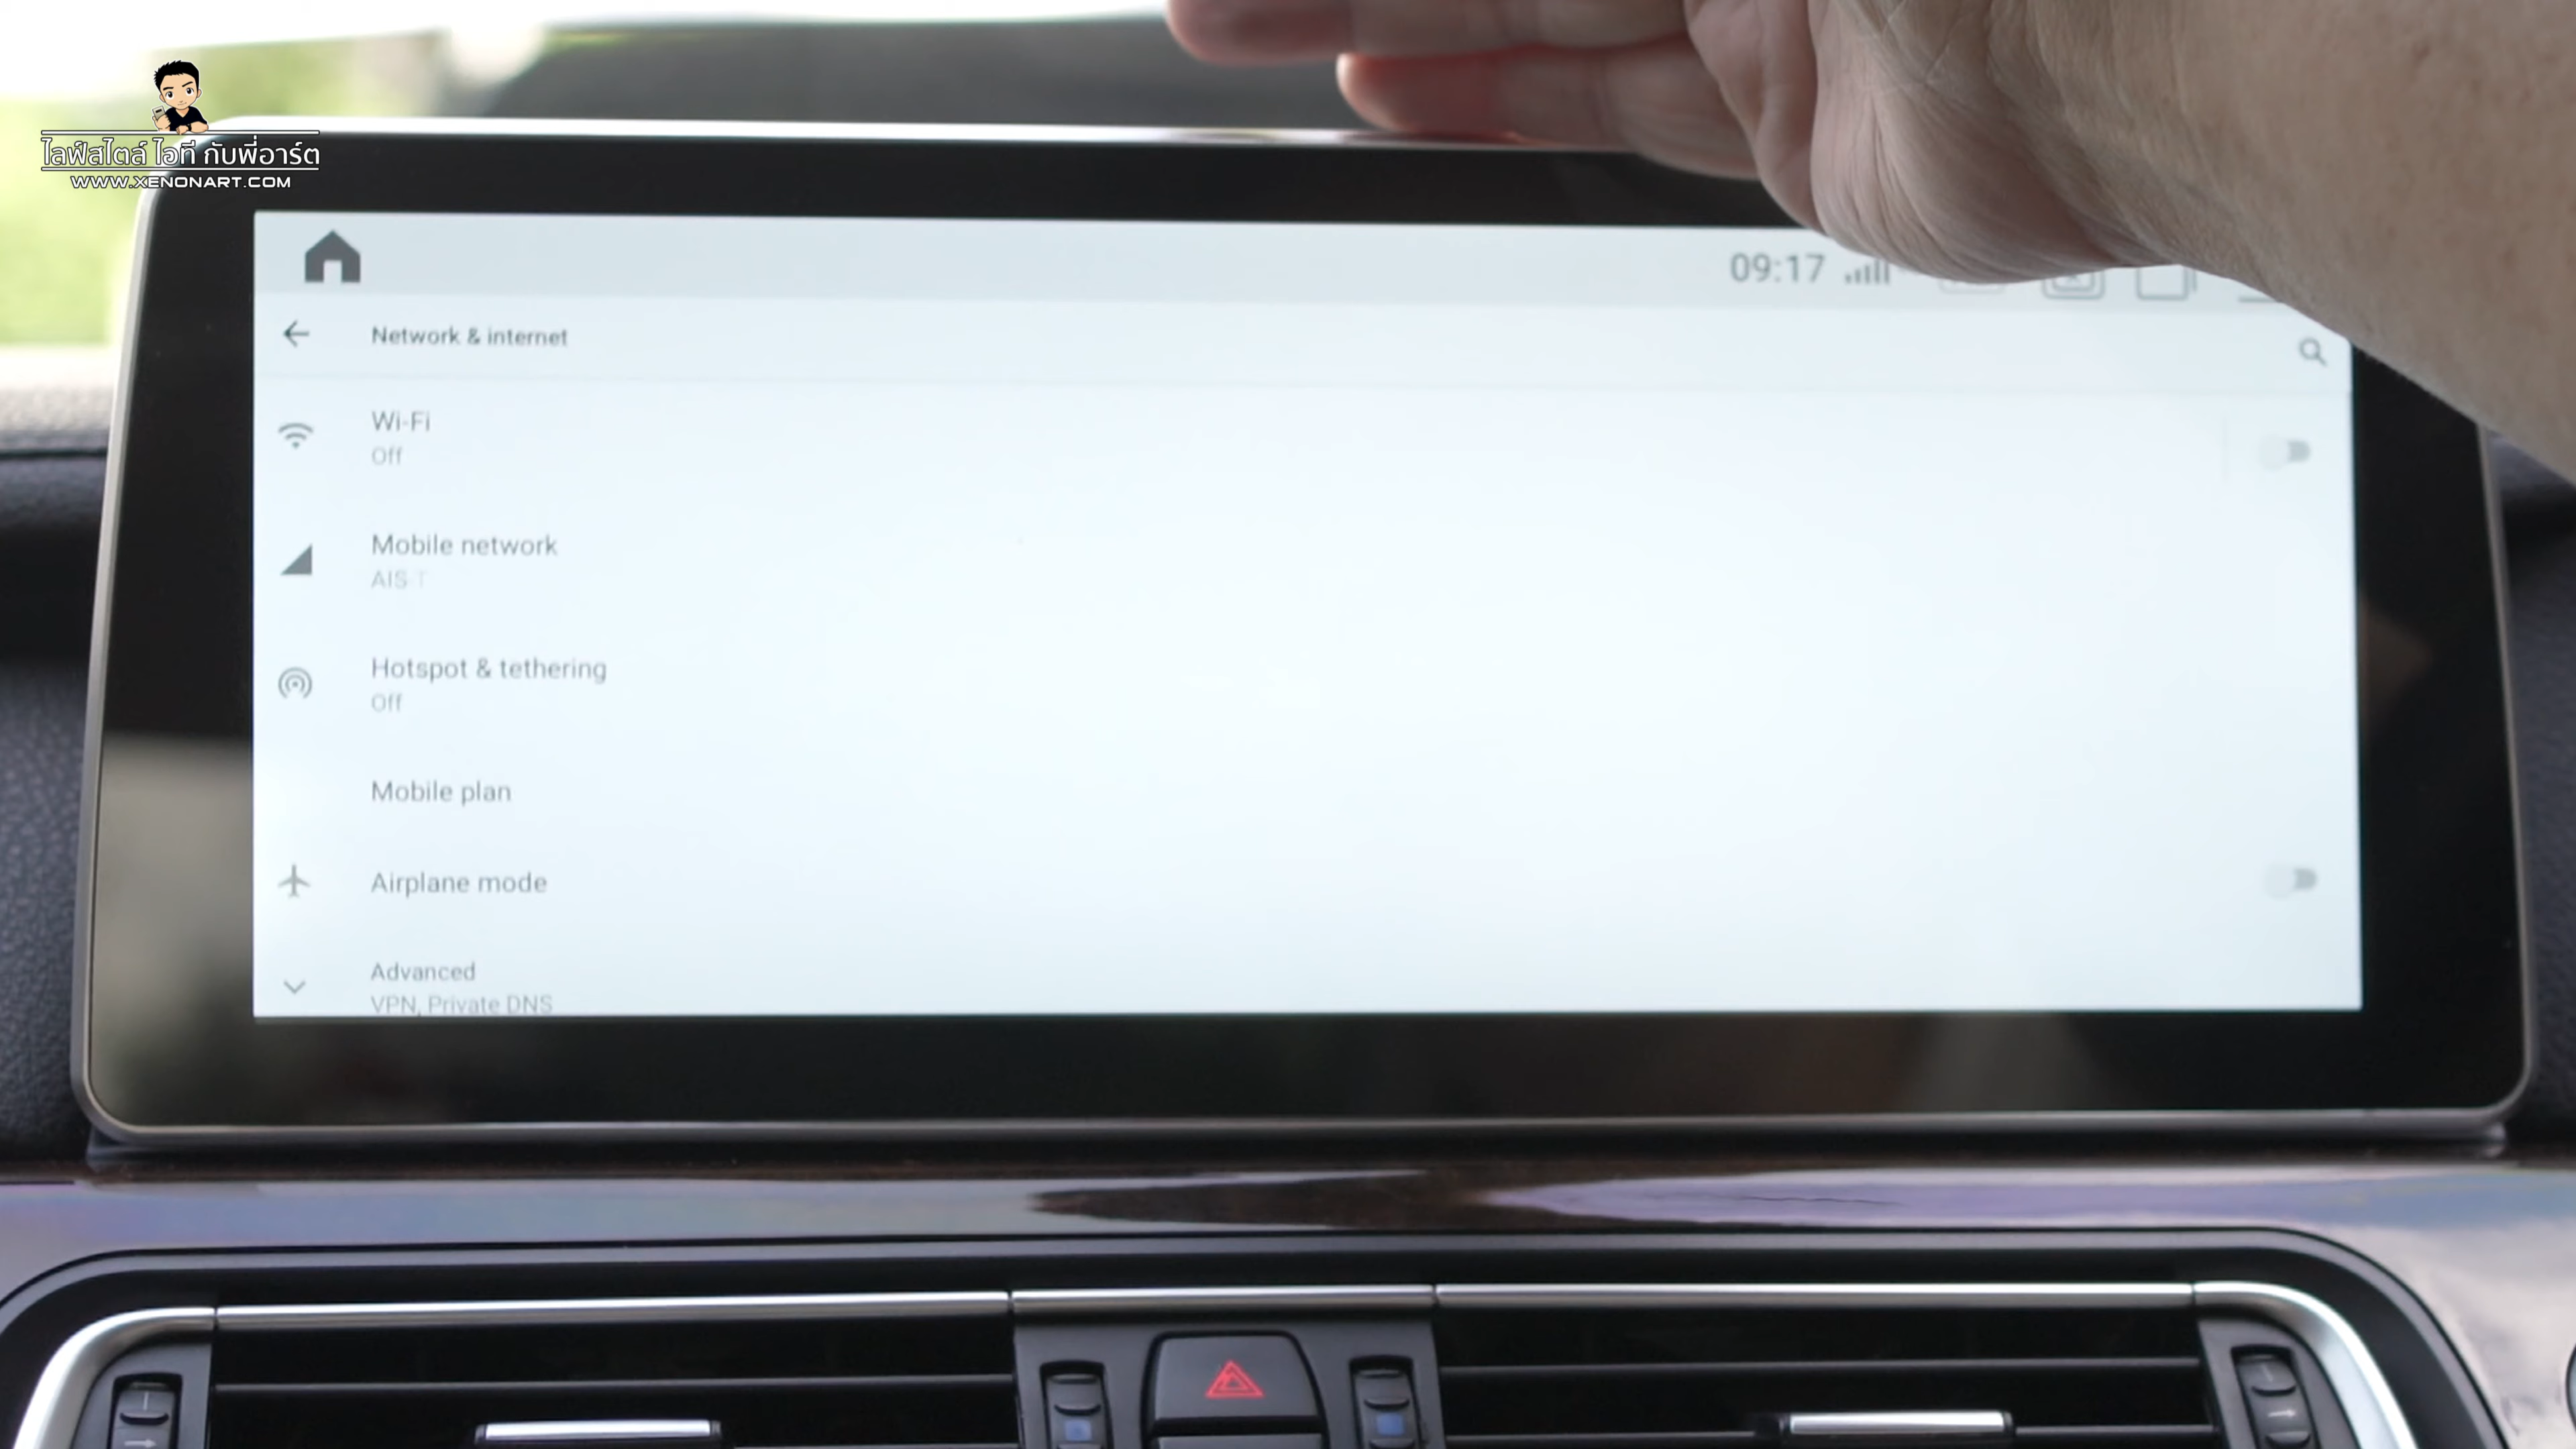 ไลฟ์สไตล์ ไอที กับพี่อาร์ต
WWW.XENONART.COM
09:17
Network & internet
Wi-Fi
Off
Mobile network
AIS-T
Hotspot & tethering
Off
Mobile plan
Airplane mode
Advanced
VPN, Private DNS